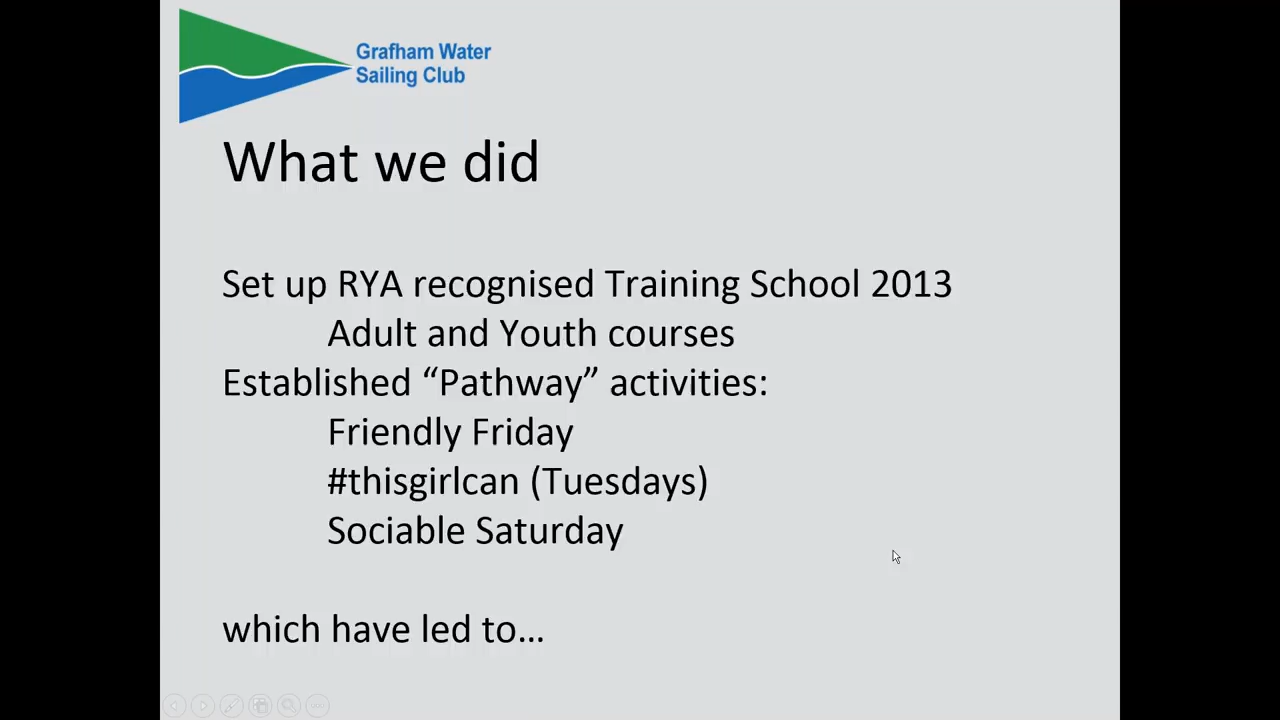 Grafham Water
Sailing Club
What we did
Set up RYA recognised Training School 2013
Adult and Youth courses
Established “Pathway” activities:
Friendly Friday
#thisgirlcan (Tuesdays)
Sociable Saturday
which have led to…